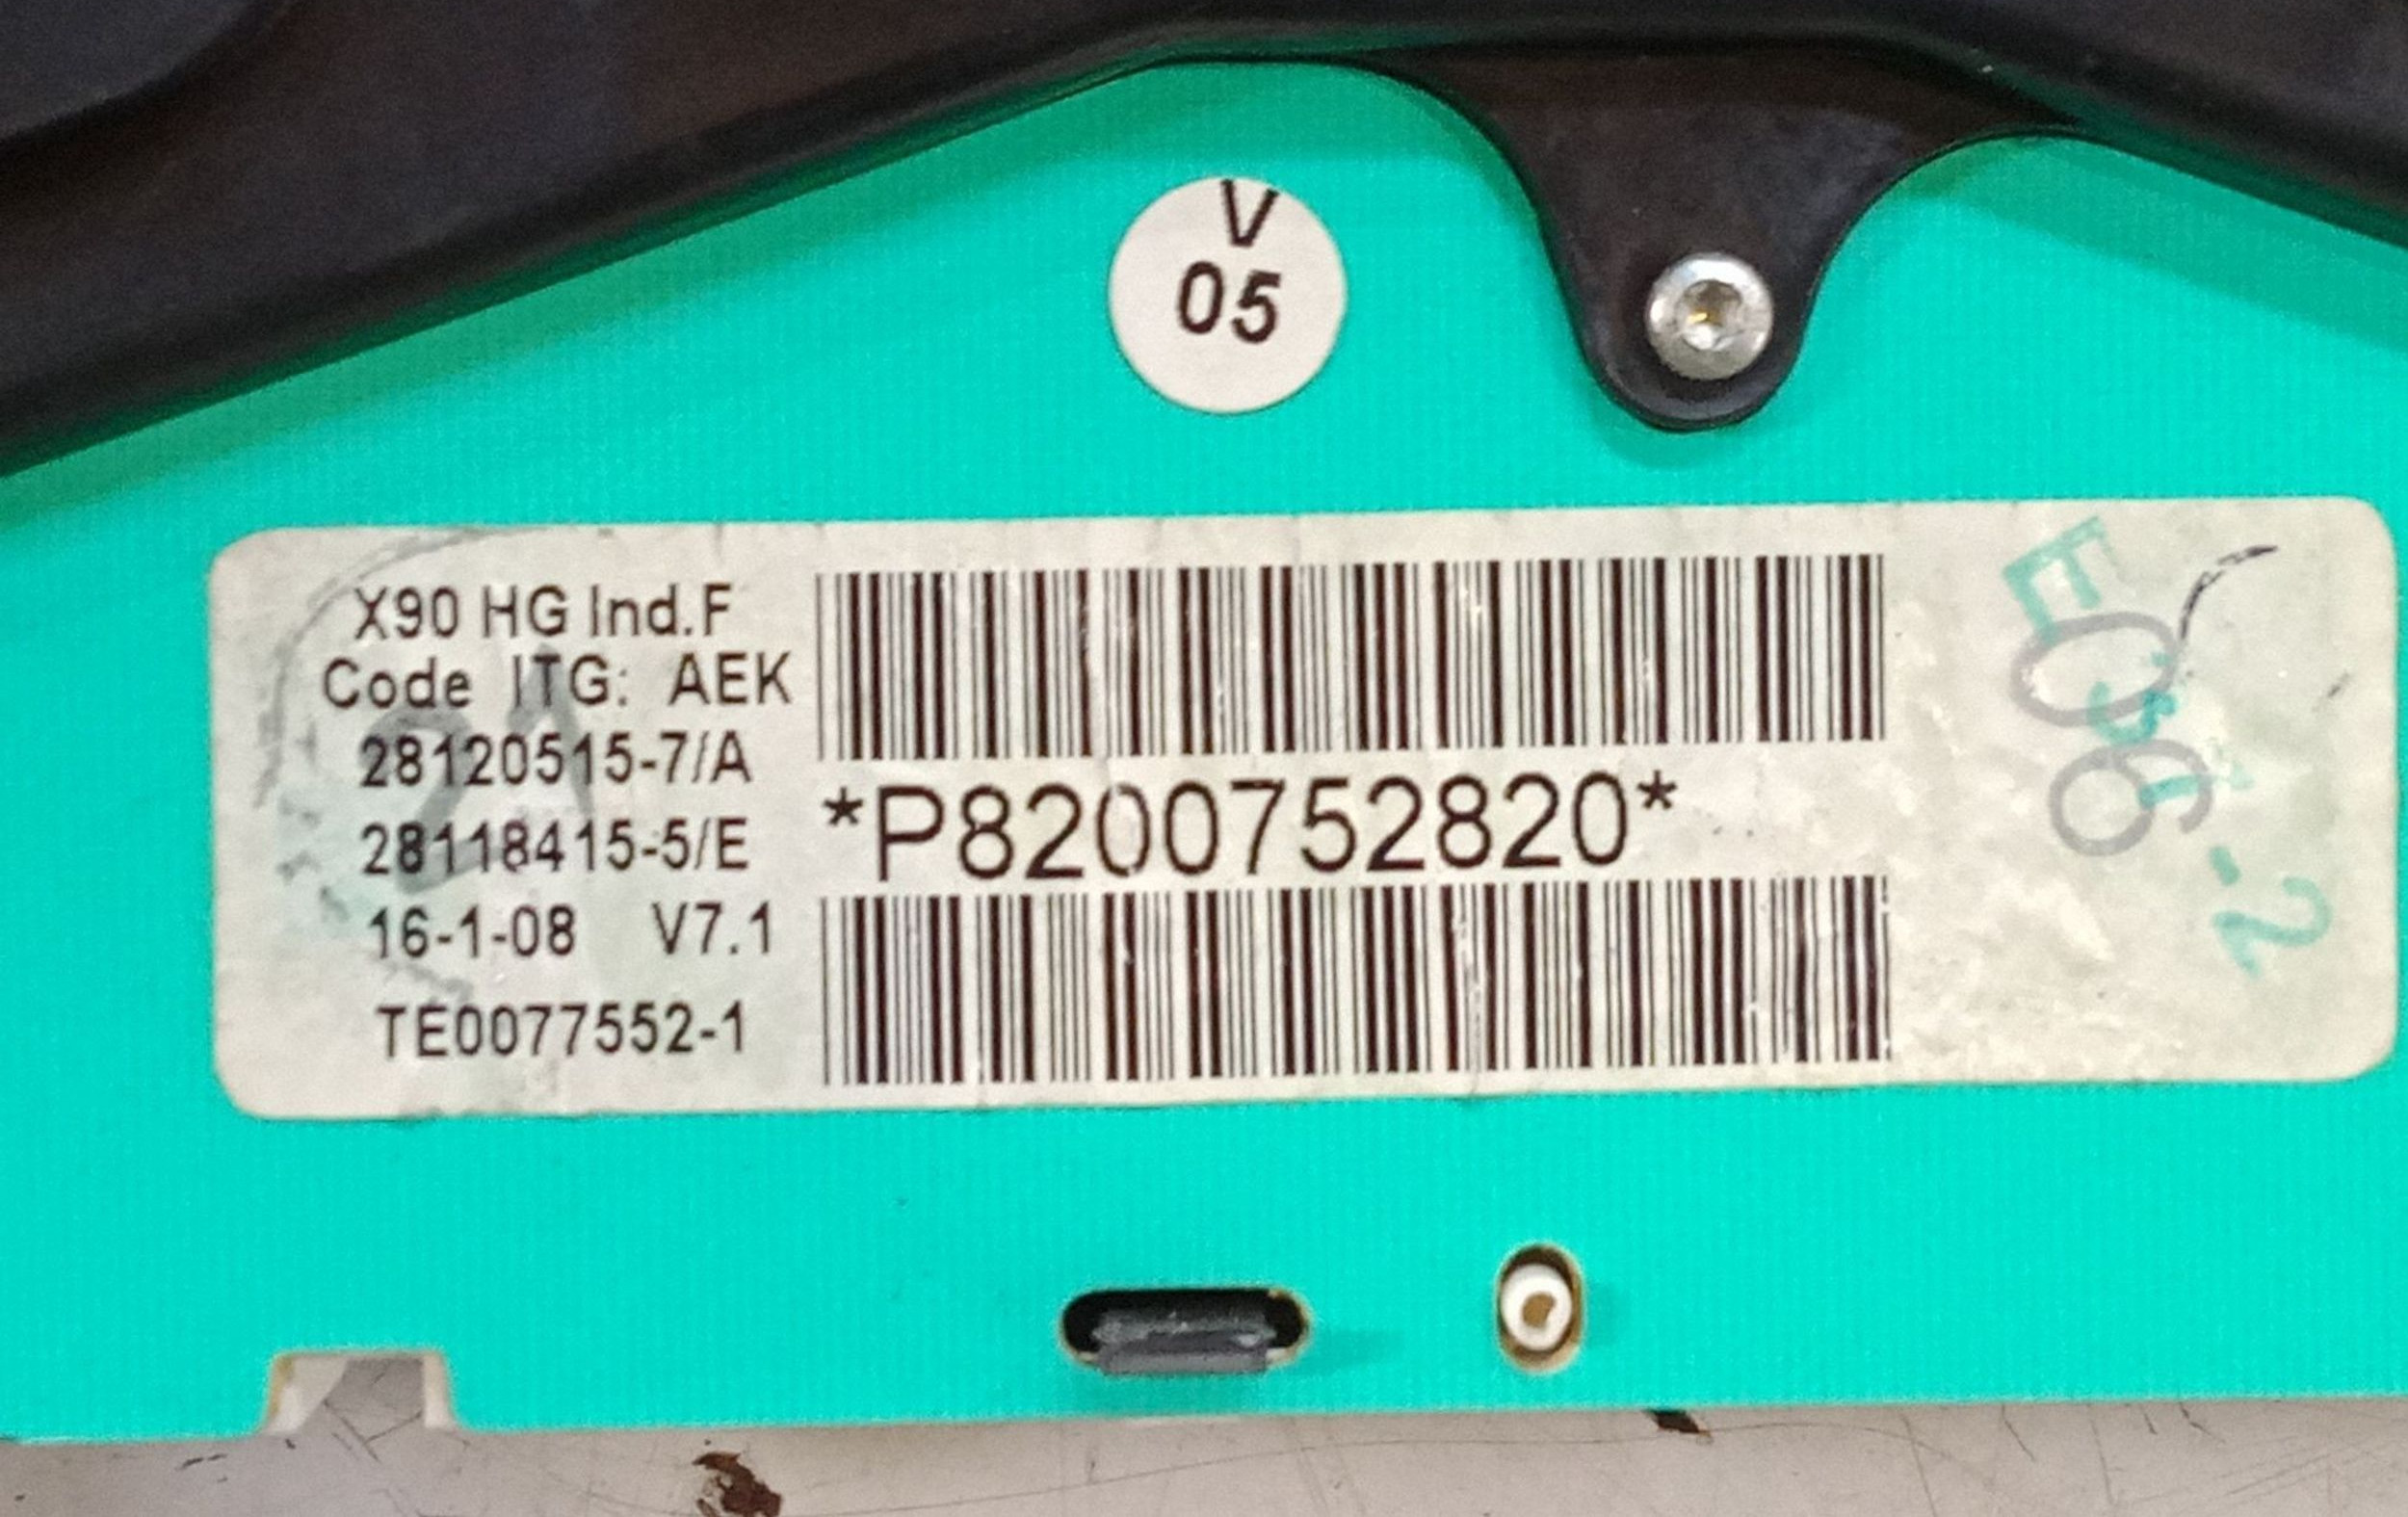 V
05
X90 HG Ind.F
Code ITG: AEK
28120515-7/A
28118415-5/E
16-1-08 V7.1
TE0077552-1
*P8200752820*